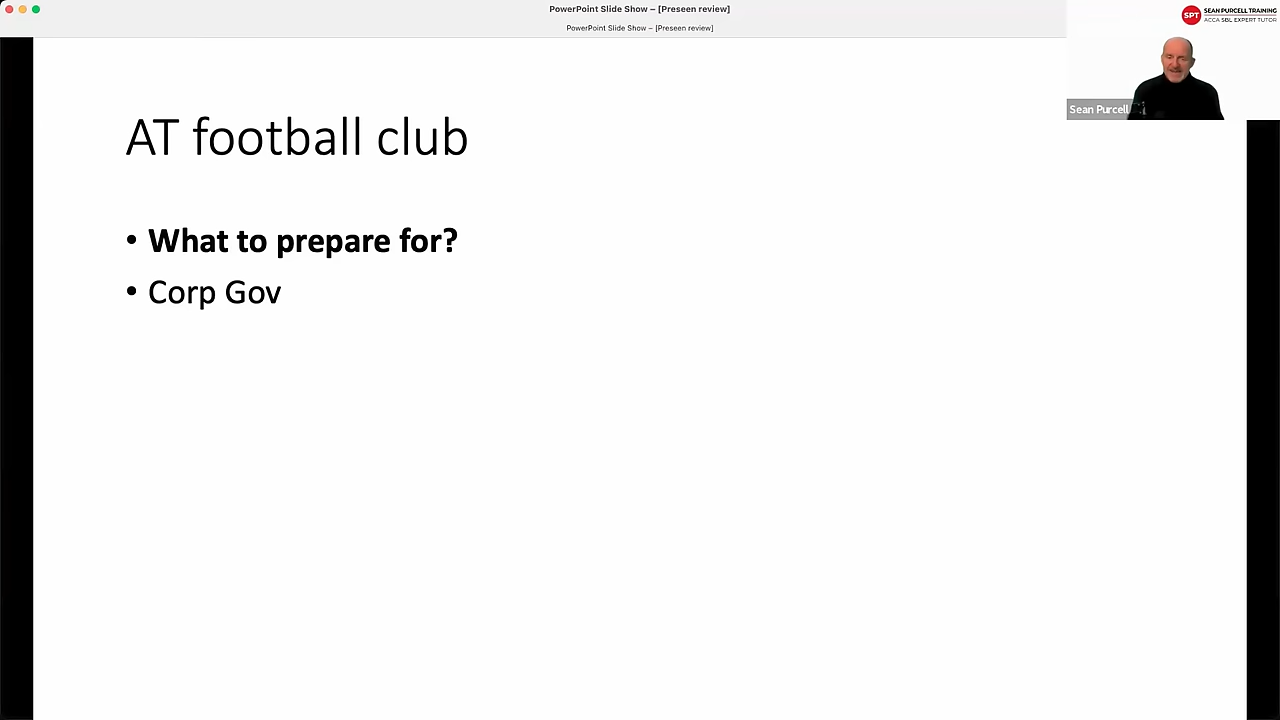 PowerPoint Slide Show – [Preseen review]
PowerPoint Slide Show – [Preseen review]
SPT
SEAN PURCELL TRAINING
ACCA SBL EXPERT TUTOR
Sean Purcell
AT football club
• What to prepare for?
• Corp Gov